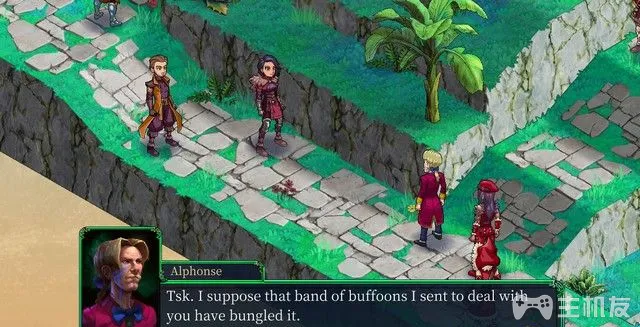 Alphonse
Tsk. I suppose that band of buffoons I sent to deal with
you have bungled it.
主机友